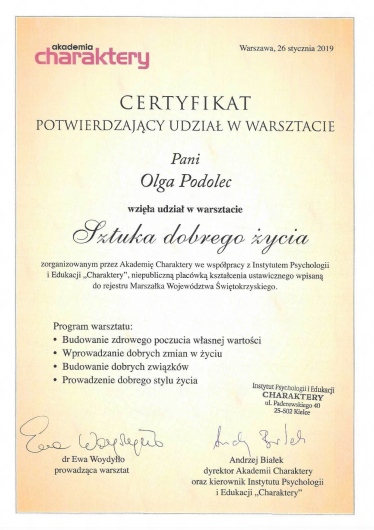 akademia
charaktery
Warszawa, 26 stycznia 2019
CERTYFIKAT
POTWIERDZAJĄCY UDZIAŁ W WARSZTACIE
Pani
Olga Podolec
wzięła udział w warsztacie
Sztuka dobrego życia
zorganizowanym przez Akademię Charaktery we współpracy z Instytutem Psychologii
i Edukacji „Charaktery”, niepubliczną placówką kształcenia ustawicznego wpisaną
do rejestru Marszałka Województwa Świętokrzyskiego.
Program warsztatu:
• Budowanie zdrowego poczucia własnej wartości
• Wprowadzanie dobrych zmian w życiu
• Budowanie dobrych związków
• Prowadzenie dobrego stylu życia
Instytut Psychologii i Edukacji
CHARAKTERY
ul. Paderewskiego 40
25-502 Kielce
Ewa Woydyłło
dr Ewa Woydyłło
prowadząca warsztat
Andrzej Białek
dyrektor Akademii Charaktery
oraz kierownik Instytutu Psychologii
i Edukacji „Charaktery”